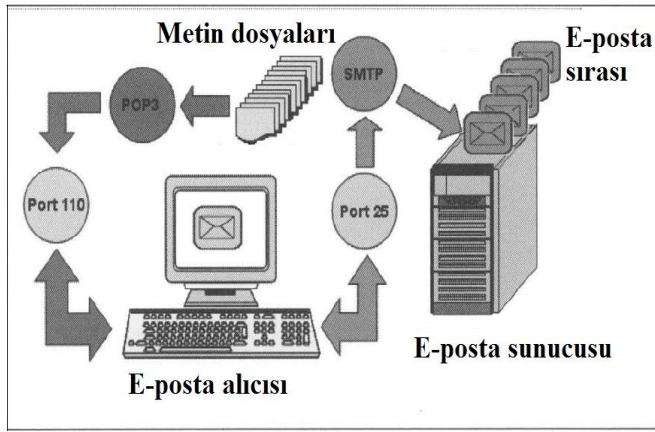 Metin dosyaları
E-posta
sırası
SMTP
POP3
Port 110
Port 25
E-posta sunucusu
E-posta alıcısı